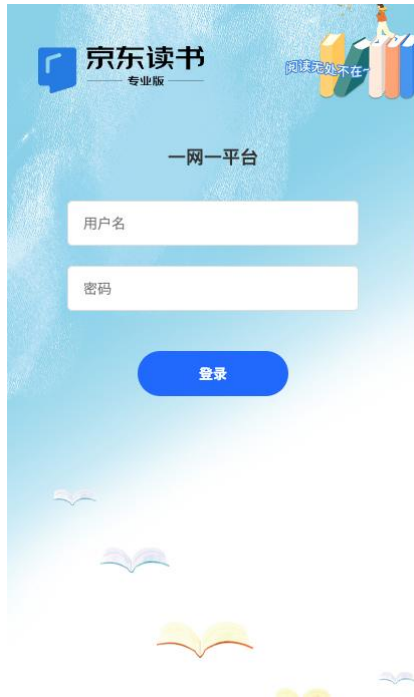 京东读书
专业版
阅读无处不在~
一网一平台
用户名
密码
登录